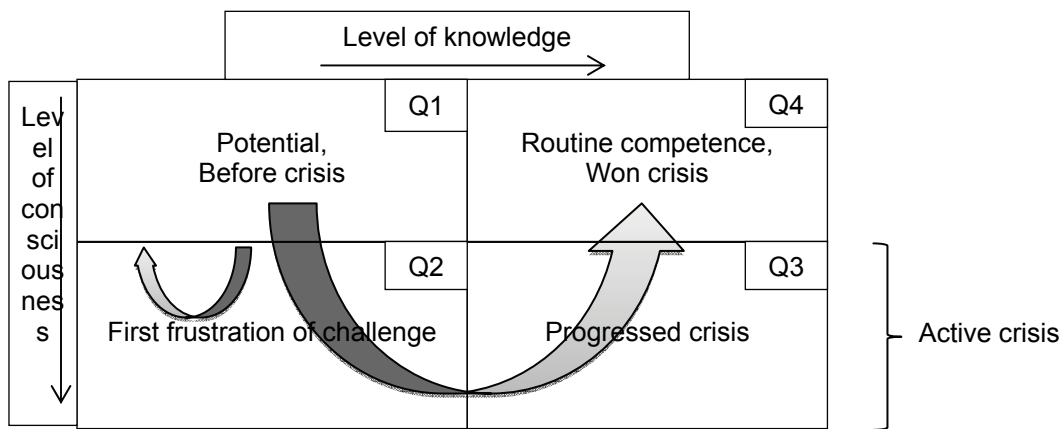 Level of knowledge
Lev
el
of
con
sci
ous
nes
s
Q1
Potential,
Before crisis
Q4
Routine competence,
Won crisis
Q2
First frustration of challenge
Q3
Progressed crisis
Active crisis